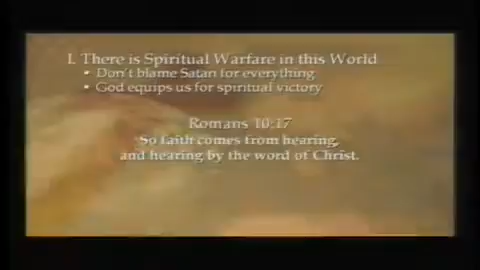 I. There is Spiritual Warfare in this World
• Don't blame Satan for everything
• God equips us for spiritual victory
Romans 10:17
So faith comes from hearing,
and hearing by the word of Christ.